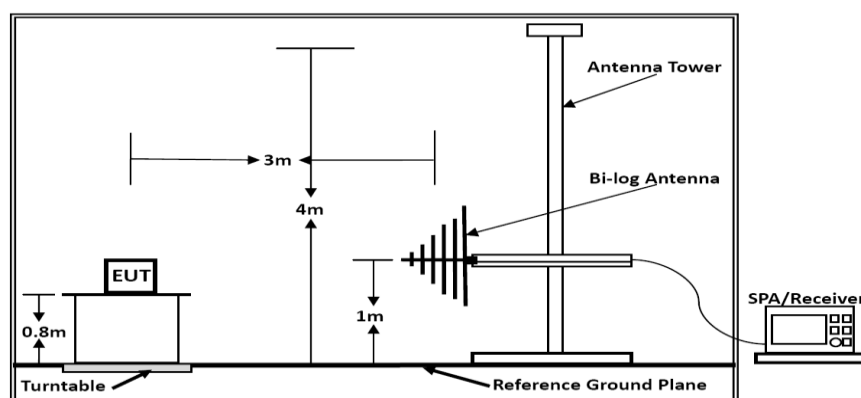 Antenna Tower
3m
Bi-log Antenna
4m
EUT
SPA/Receiver
0.8m
1m
Turntable
Reference Ground Plane